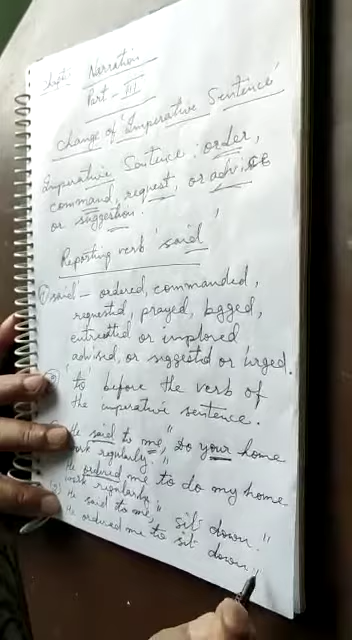 Narration
Part - III
Change of 'Imperative Sentence'
Imperative Sentence : order,
command, request, or advice
or suggestion.
Reporting verb 'said'
① said - ordered, commanded,
requested, prayed, bgged,
entreated or implored
advind, or suggested or urged.
② 'to' before the verb of
the imperative sentence.
He said to me, "Do your home
work regularly."
He ordered me to do my home
work regularly.
He said to me, "sit down."
He ordered me to sit down."